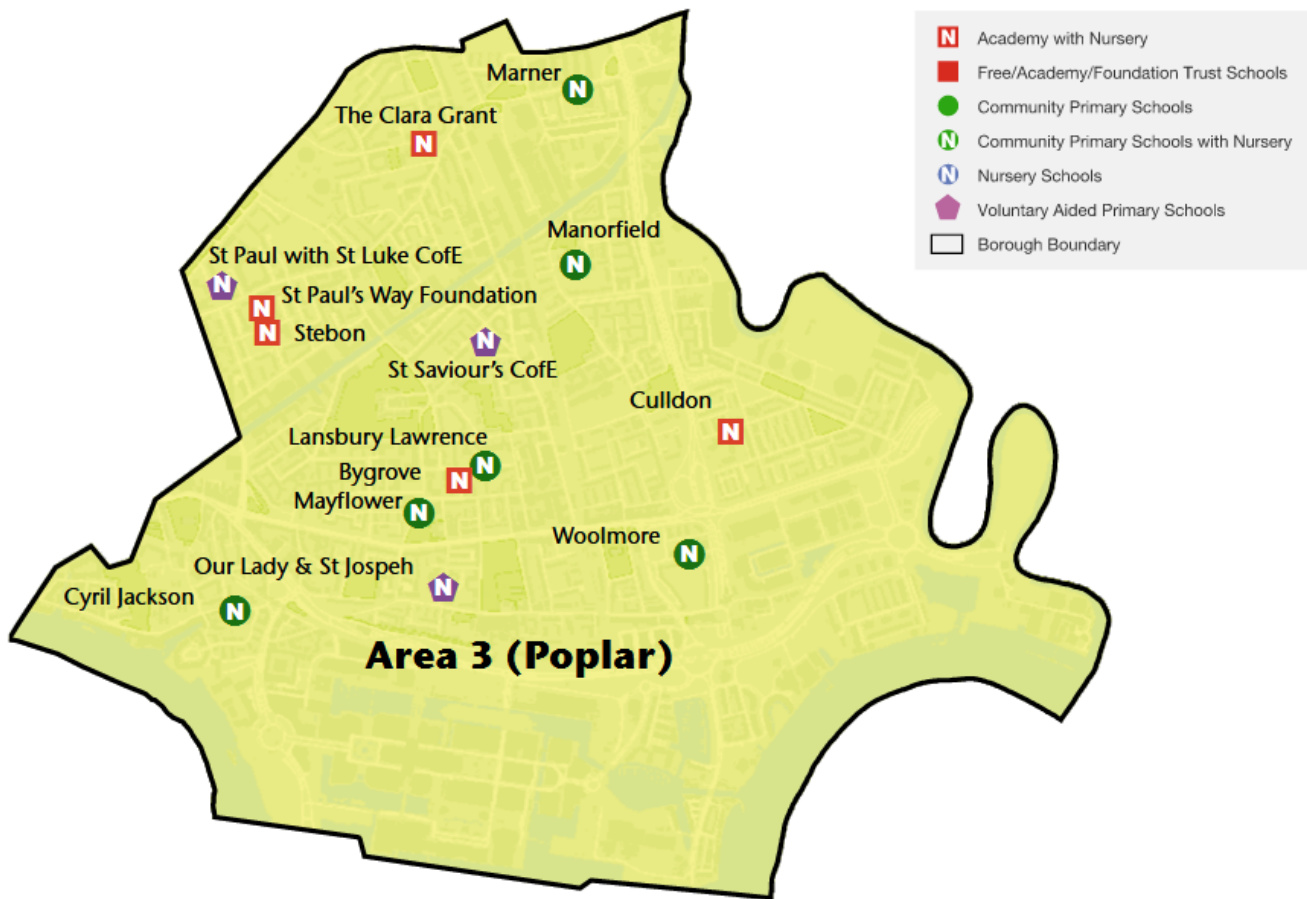 Marner
N
The Clara Grant
N
Manorfield
N
St Paul with St Luke CofE
N
St Paul's Way Foundation
N
Stebon
N
St Saviour's CofE
N
Culldon
N
Lansbury Lawrence
N
Bygrove
N
Mayflower
N
Woolmore
N
Our Lady & St Jospeh
N
Cyril Jackson
N
Area 3 (Poplar)
N Academy with Nursery
Free/Academy/Foundation Trust Schools
Community Primary Schools
N Community Primary Schools with Nursery
N Nursery Schools
Voluntary Aided Primary Schools
Borough Boundary